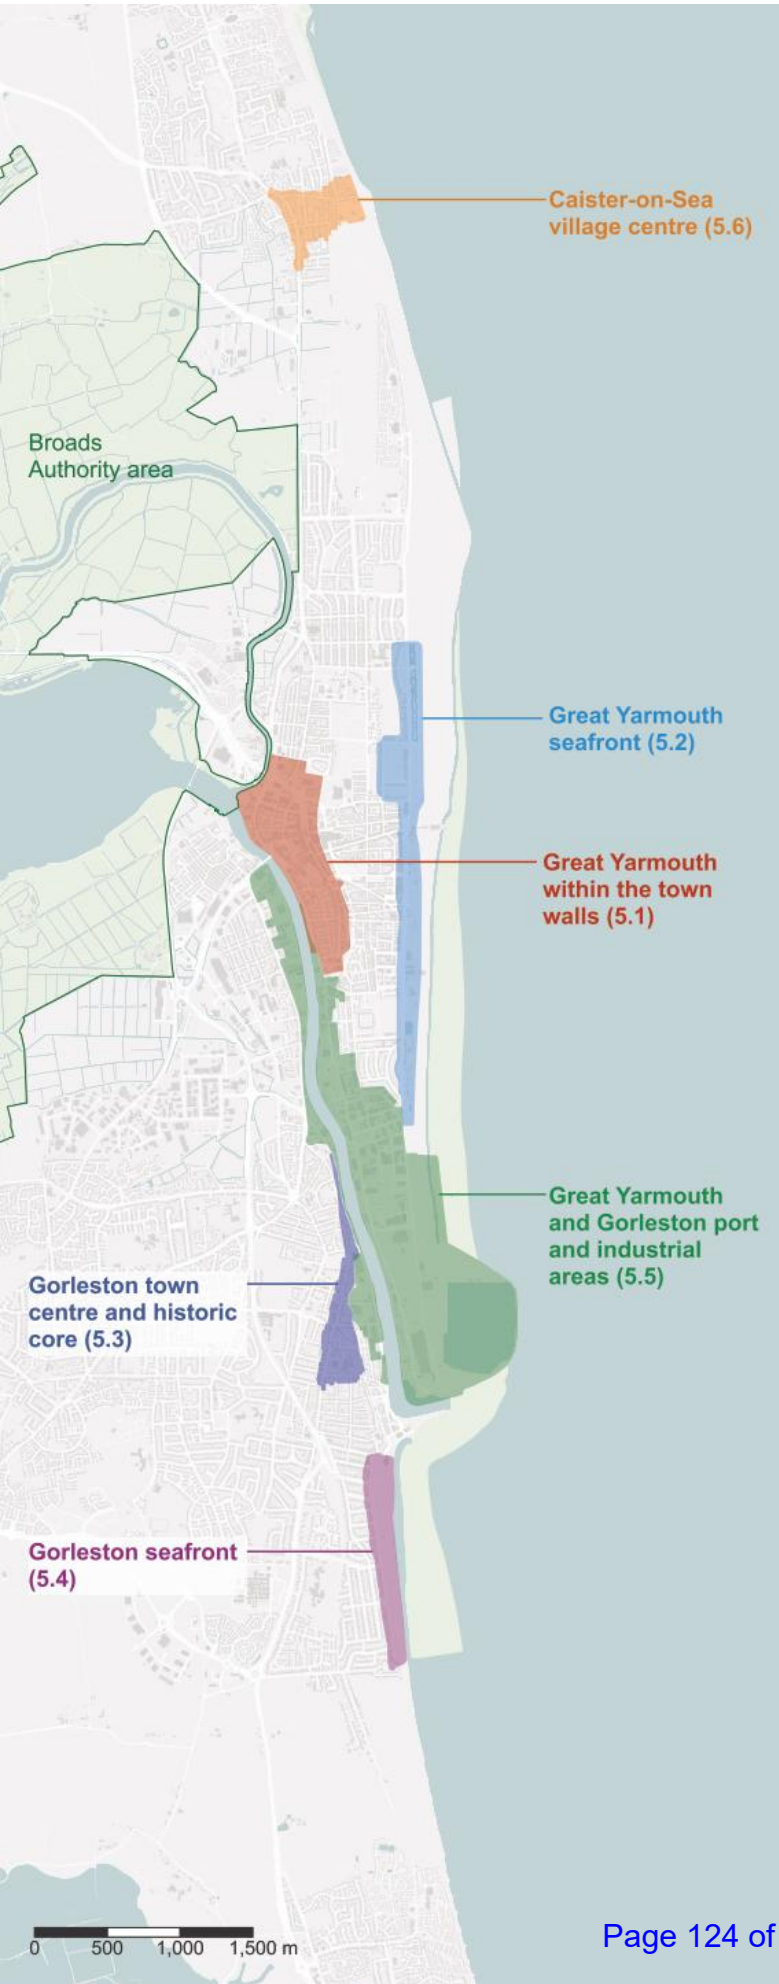 Caister-on-Sea
village centre (5.6)
Broads
Authority area
Great Yarmouth
seafront (5.2)
Great Yarmouth
within the town
walls (5.1)
Great Yarmouth
and Gorleston port
and industrial
areas (5.5)
Gorleston town
centre and historic
core (5.3)
Gorleston seafront
(5.4)
0 500 1,000 1,500 m
Page 124 of